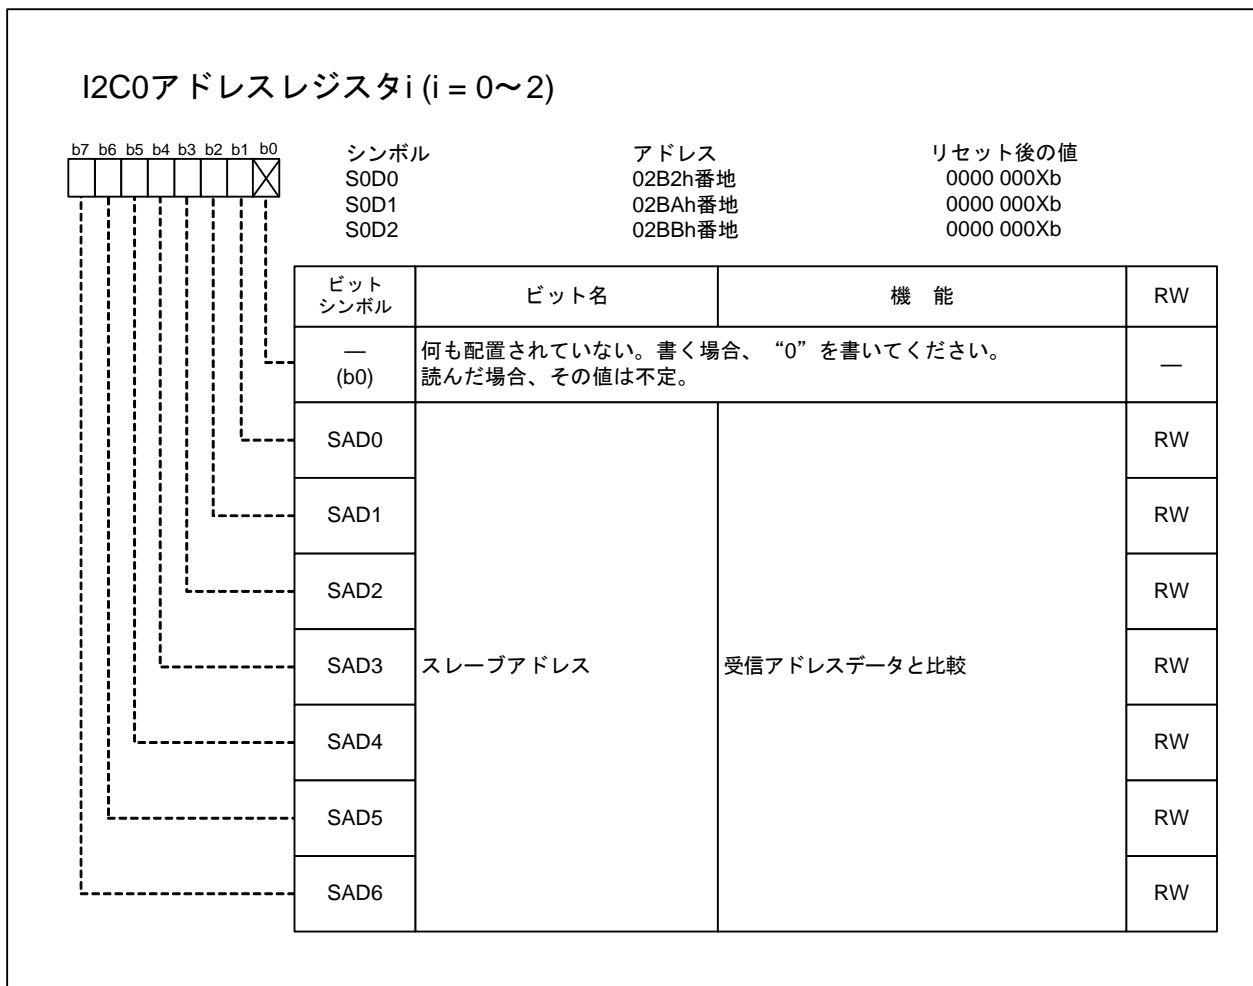 I2C0アドレスレジスタi (i = 0～2)
b7 b6 b5 b4 b3 b2 b1 b0
シンボル アドレス リセット後の値
S0D0 02B2h番地 0000 000Xb
S0D1 02BAh番地 0000 000Xb
S0D2 02BBh番地 0000 000Xb
ビット
シンボル ビット名 機 能 RW
— 何も配置されていない。書く場合、“0”を書いてください。 —
(b0) 読んだ場合、その値は不定。
SAD0 RW
SAD1 RW
SAD2 RW
SAD3 スレーブアドレス 受信アドレスデータと比較 RW
SAD4 RW
SAD5 RW
SAD6 RW